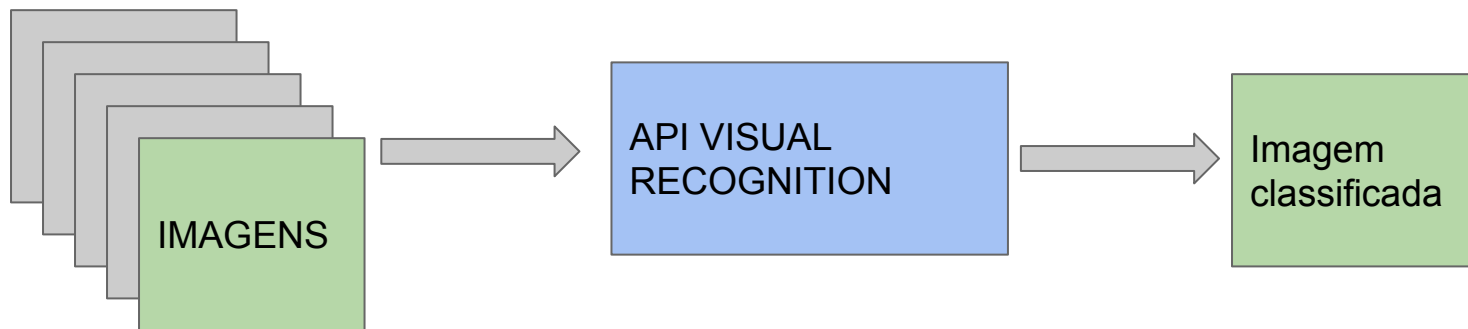 IMAGENS
API VISUAL
RECOGNITION
Imagem
classificada